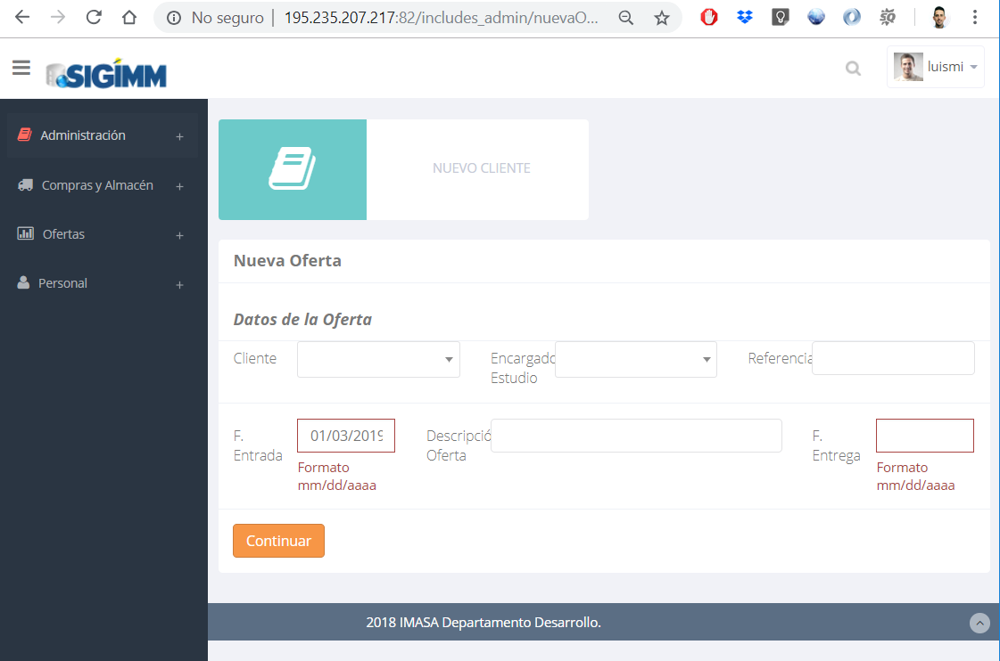 No seguro
195.235.207.217:82/includes_admin/nuevaO...
SIGIMM
luismi
Administración +
Compras y Almacén +
Ofertas +
Personal +
NUEVO CLIENTE
Nueva Oferta
Datos de la Oferta
Cliente
Encargado
Estudio
Referencia
F.
Entrada
01/03/2019
Formato
mm/dd/aaaa
Descripció
Oferta
F.
Entrega
Formato
mm/dd/aaaa
Continuar
2018 IMASA Departamento Desarrollo.